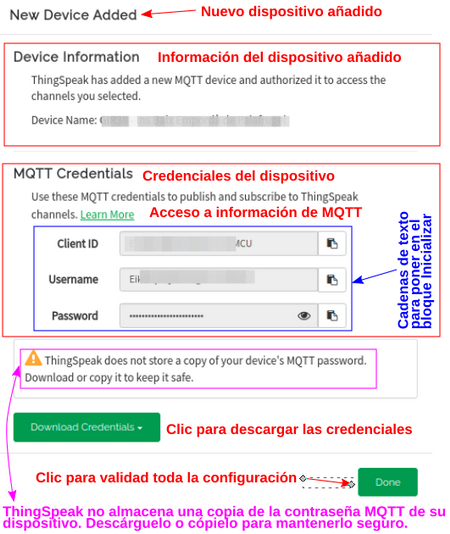 New Device Added
Nuevo dispositivo añadido
Device Information
Información del dispositivo añadido
ThingSpeak has added a new MQTT device and authorized it to access the
channels you selected.
Device Name:
MQTT Credentials
Credenciales del dispositivo
Use these MQTT credentials to publish and subscribe to ThingSpeak
channels. Learn More
Acceso a información de MQTT
Client ID
MCU
Username
Eik
Password
Cadenas de texto
para poner en el
bloque Inicializar
ThingSpeak does not store a copy of your device's MQTT password.
Download or copy it to keep it safe.
Download Credentials
Clic para descargar las credenciales
Clic para validad toda la configuración
Done
ThingSpeak no almacena una copia de la contraseña MQTT de su
dispositivo. Descárguelo o cópielo para mantenerlo seguro.